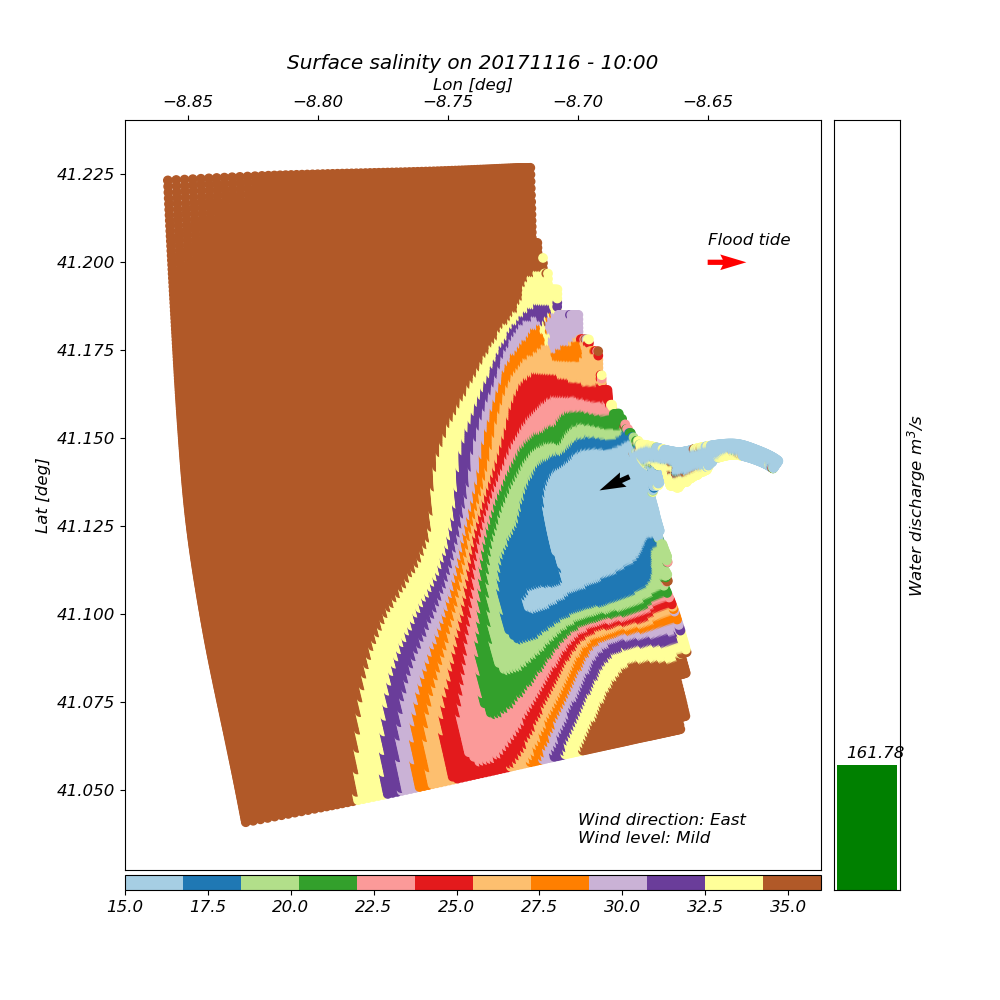 Surface salinity on 20171116 - 10:00
Lon [deg]
−8.85 −8.80 −8.75 −8.70 −8.65
41.225
41.200
41.175
41.150
41.125
41.100
41.075
41.050
Lat [deg]
Flood tide
Wind direction: East
Wind level: Mild
15.0 17.5 20.0 22.5 25.0 27.5 30.0 32.5 35.0
161.78
Water discharge m³/s